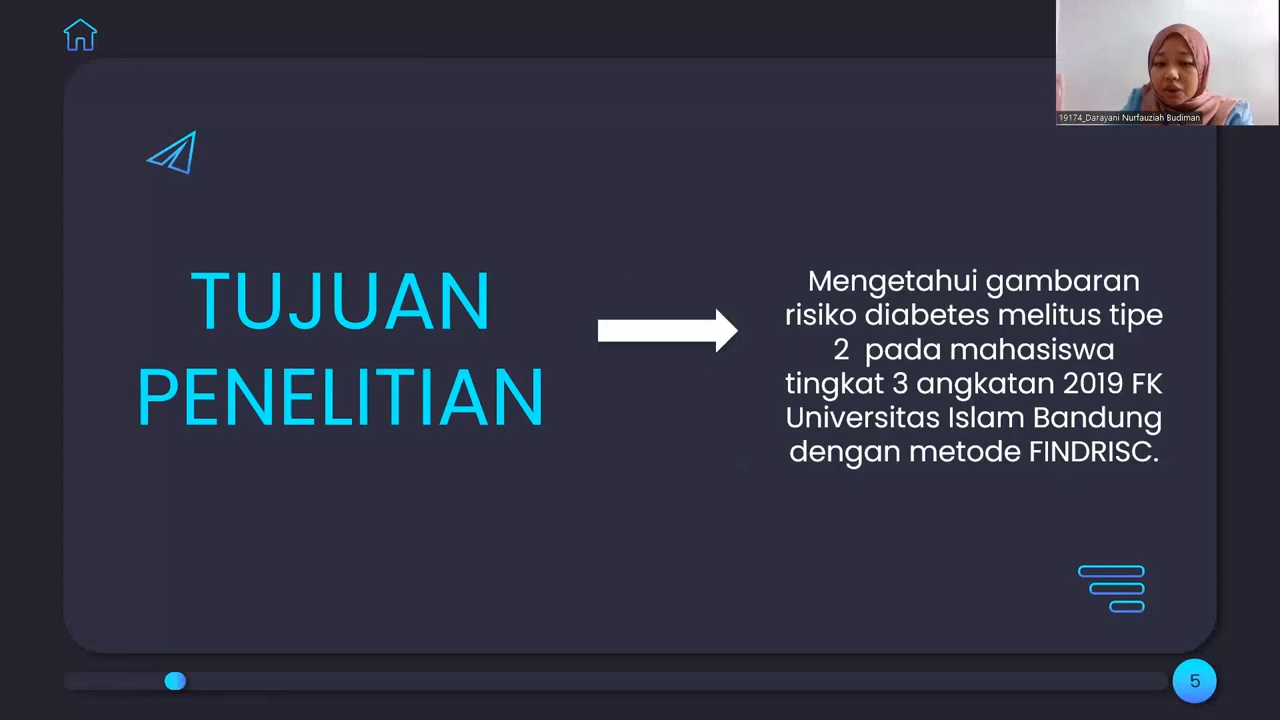 19174_Darayani Nurfauziah Budiman
TUJUAN
PENELITIAN
Mengetahui gambaran
risiko diabetes melitus tipe
2 pada mahasiswa
tingkat 3 angkatan 2019 FK
Universitas Islam Bandung
dengan metode FINDRISC.
5